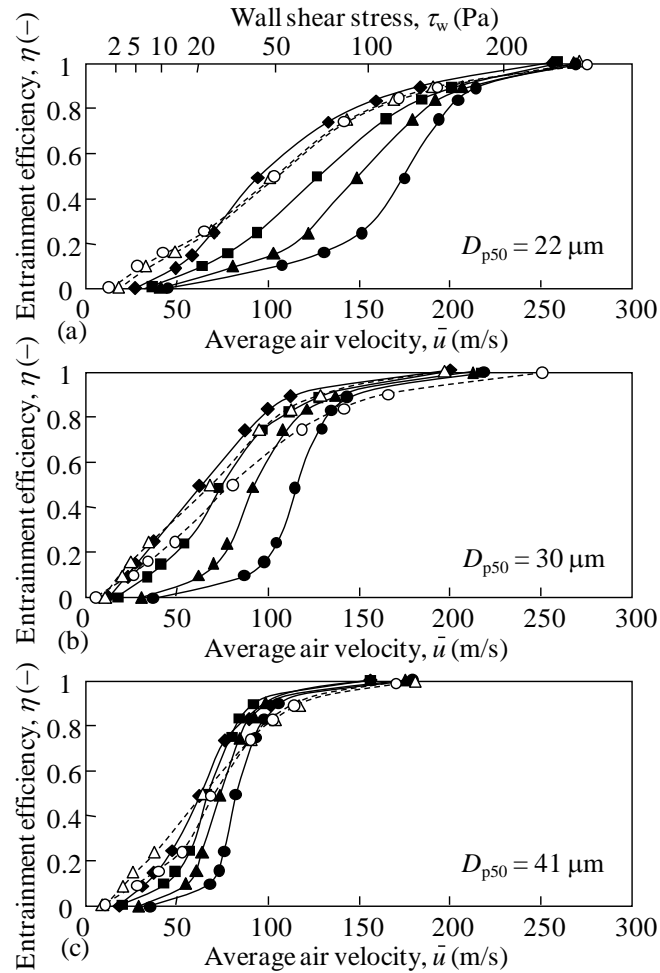 Wall shear stress, τw (Pa)
2 5 10 20 50 100 200
Entrainment efficiency, η (–)
1
0.8
0.6
0.4
0.2
0
Dp50 = 22 µm
0 50 100 150 200 250 300
(a)
Average air velocity, ū (m/s)
Entrainment efficiency, η (–)
1
0.8
0.6
0.4
0.2
0
Dp50 = 30 µm
0 50 100 150 200 250 300
(b)
Average air velocity, ū (m/s)
Entrainment efficiency, η (–)
1
0.8
0.6
0.4
0.2
0
Dp50 = 41 µm
0 50 100 150 200 250 300
(c)
Average air velocity, ū (m/s)